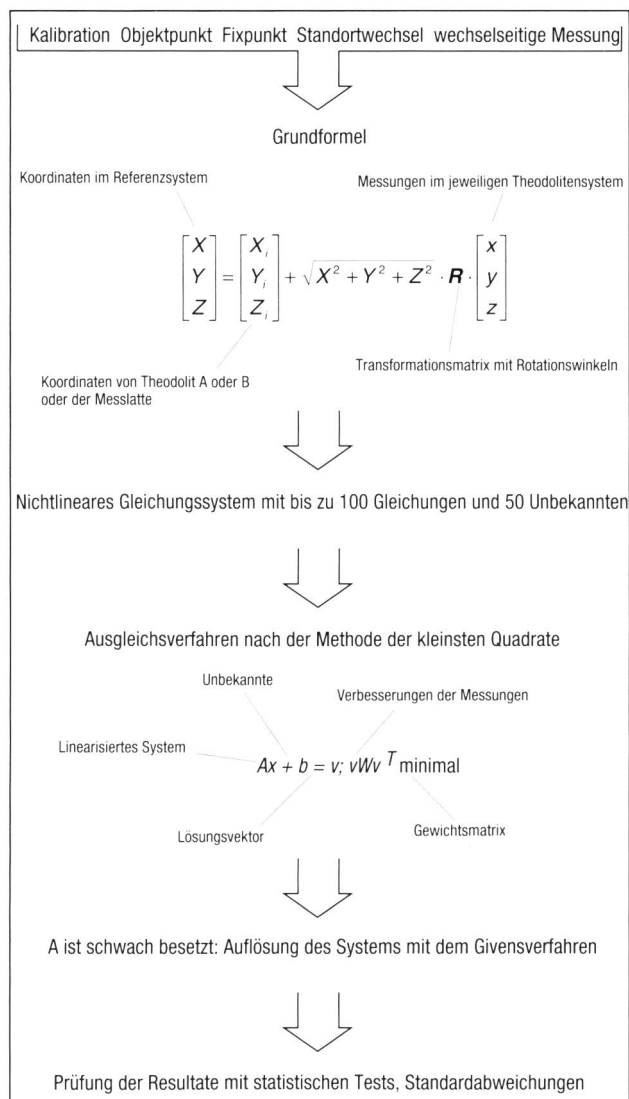 Kalibration Objektpunkt Fixpunkt Standortwechsel wechselseitige Messung
Grundformel
Koordinaten im Referenzsystem
Messungen im jeweiligen Theodolitensystem
[X Y Z] = [Xᵢ Yᵢ Zᵢ] + √(X² + Y² + Z²) · R · [x y z]
Koordinaten von Theodolit A oder B
oder der Messlatte
Transformationsmatrix mit Rotationswinkeln
Nichtlineares Gleichungssystem mit bis zu 100 Gleichungen und 50 Unbekannten
Ausgleichsverfahren nach der Methode der kleinsten Quadrate
Unbekannte
Verbesserungen der Messungen
Linearisiertes System
Ax + b = v; vWv ᵀ minimal
Lösungsvektor
Gewichtsmatrix
A ist schwach besetzt: Auflösung des Systems mit dem Givensverfahren
Prüfung der Resultate mit statistischen Tests, Standardabweichungen